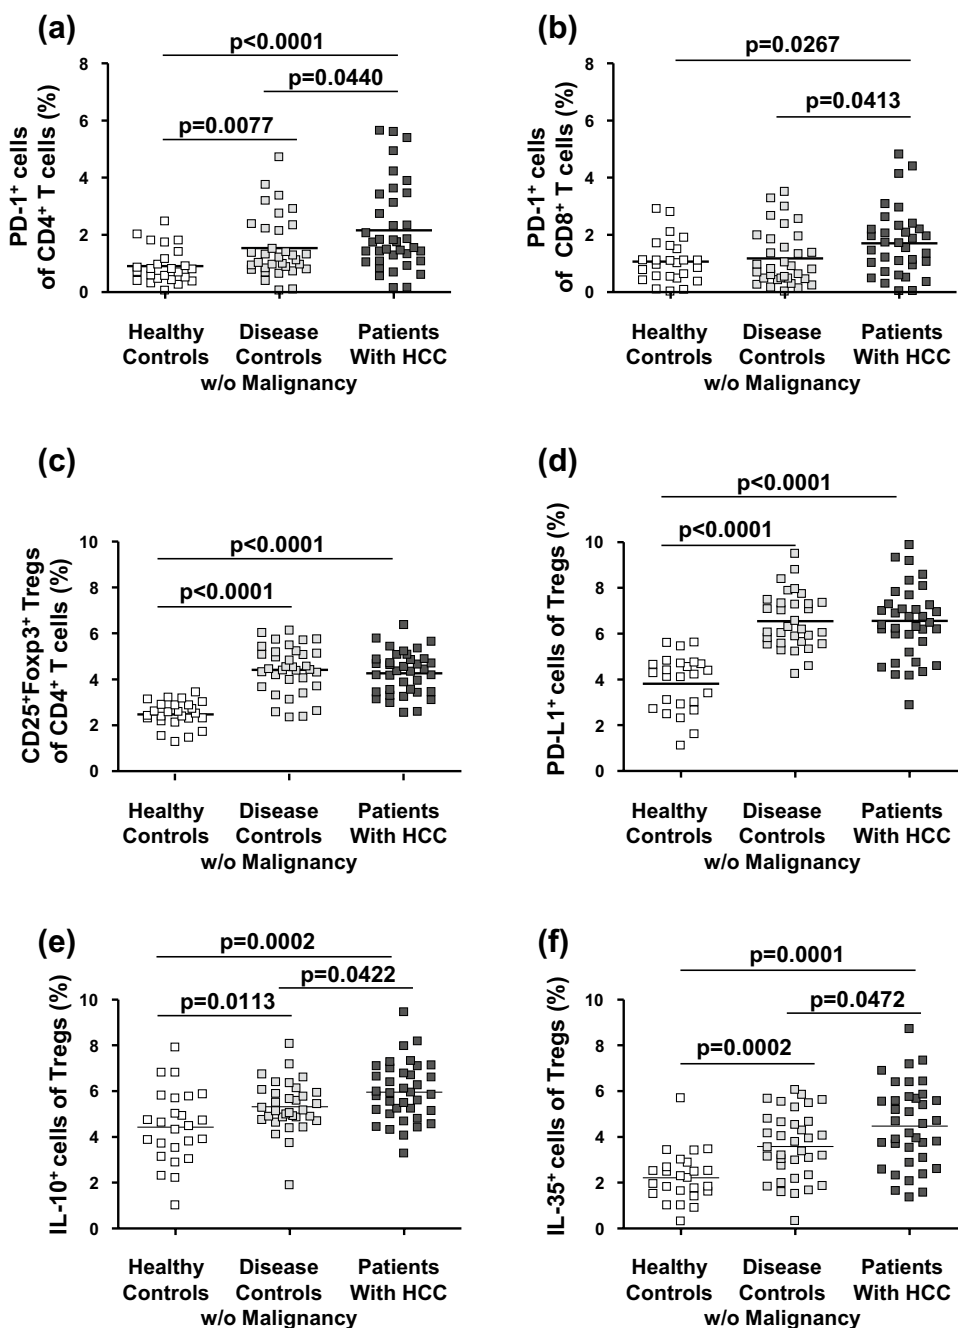 (a)
p<0.0001
p=0.0440
p=0.0077
PD-1⁺ cells
of CD4⁺ T cells (%)
8
6
4
2
0
Healthy
Controls
Disease
Controls
w/o Malignancy
Patients
With HCC
(b)
p=0.0267
p=0.0413
PD-1⁺ cells
of CD8⁺ T cells (%)
8
6
4
2
0
Healthy
Controls
Disease
Controls
w/o Malignancy
Patients
With HCC
(c)
p<0.0001
p<0.0001
CD25⁺Foxp3⁺ Tregs
of CD4⁺ T cells (%)
10
8
6
4
2
0
Healthy
Controls
Disease
Controls
w/o Malignancy
Patients
With HCC
(d)
p<0.0001
p<0.0001
PD-L1⁺ cells of Tregs (%)
10
8
6
4
2
0
Healthy
Controls
Disease
Controls
w/o Malignancy
Patients
With HCC
(e)
p=0.0002
p=0.0422
p=0.0113
IL-10⁺ cells of Tregs (%)
10
8
6
4
2
0
Healthy
Controls
Disease
Controls
w/o Malignancy
Patients
With HCC
(f)
p=0.0001
p=0.0472
p=0.0002
IL-35⁺ cells of Tregs (%)
10
8
6
4
2
0
Healthy
Controls
Disease
Controls
w/o Malignancy
Patients
With HCC